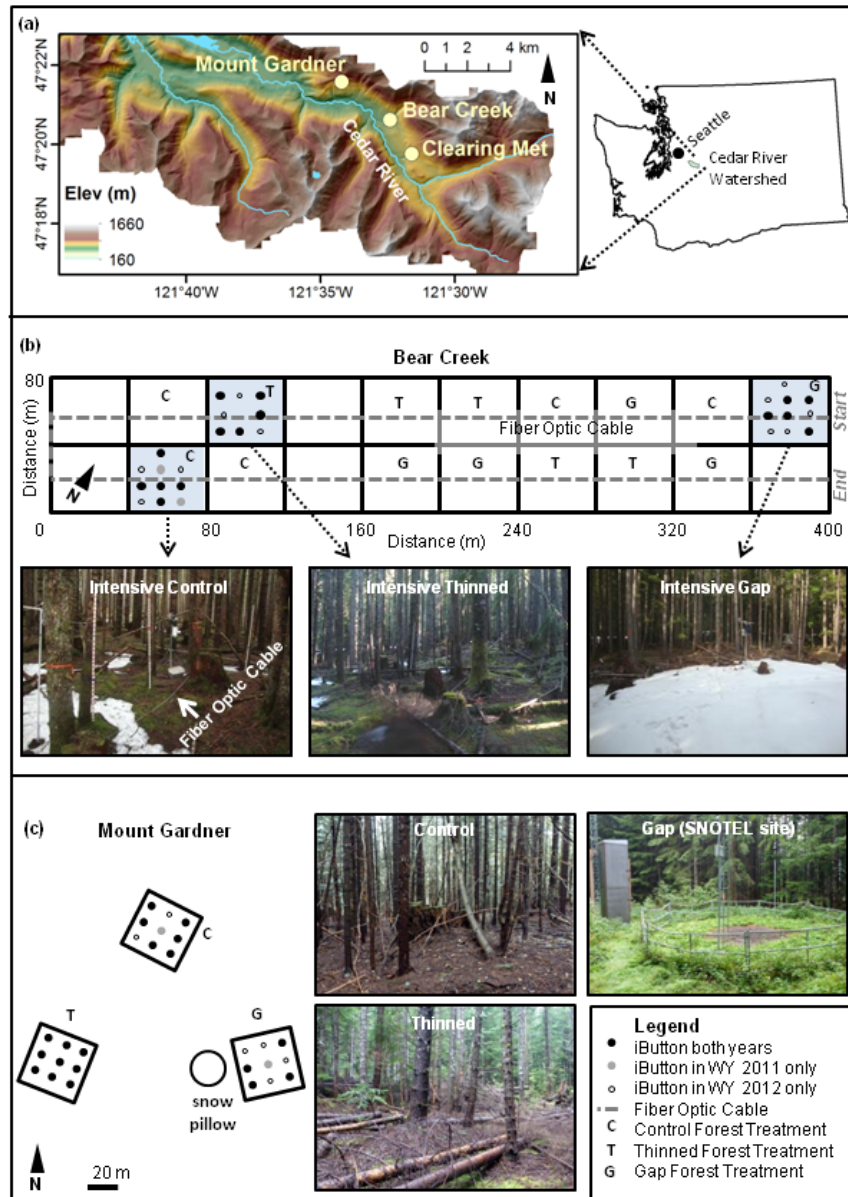 (a)
47°22'N
47°20'N
47°18'N
Mount Gardner
0 2 4 km
N
Bear Creek
Cedar River
Clearing Met
Elev (m)
1660
160
121°40'W 121°35'W 121°30'W
Seattle
Cedar River
Watershed
(b)
Bear Creek
80
Distance (m)
C T T T C G C G
Start
Fiber Optic Cable
C C G G T T G
End
N
0 80 160 240 320 400
Distance (m)
Intensive Control
Fiber Optic Cable
Intensive Thinned
Intensive Gap
(c)
Mount Gardner
C
T
G
snow
pillow
N
20 m
Control
Gap (SNOTEL site)
Thinned
Legend
iButton both years
iButton in WY 2011 only
iButton in WY 2012 only
Fiber Optic Cable
C Control Forest Treatment
T Thinned Forest Treatment
G Gap Forest Treatment